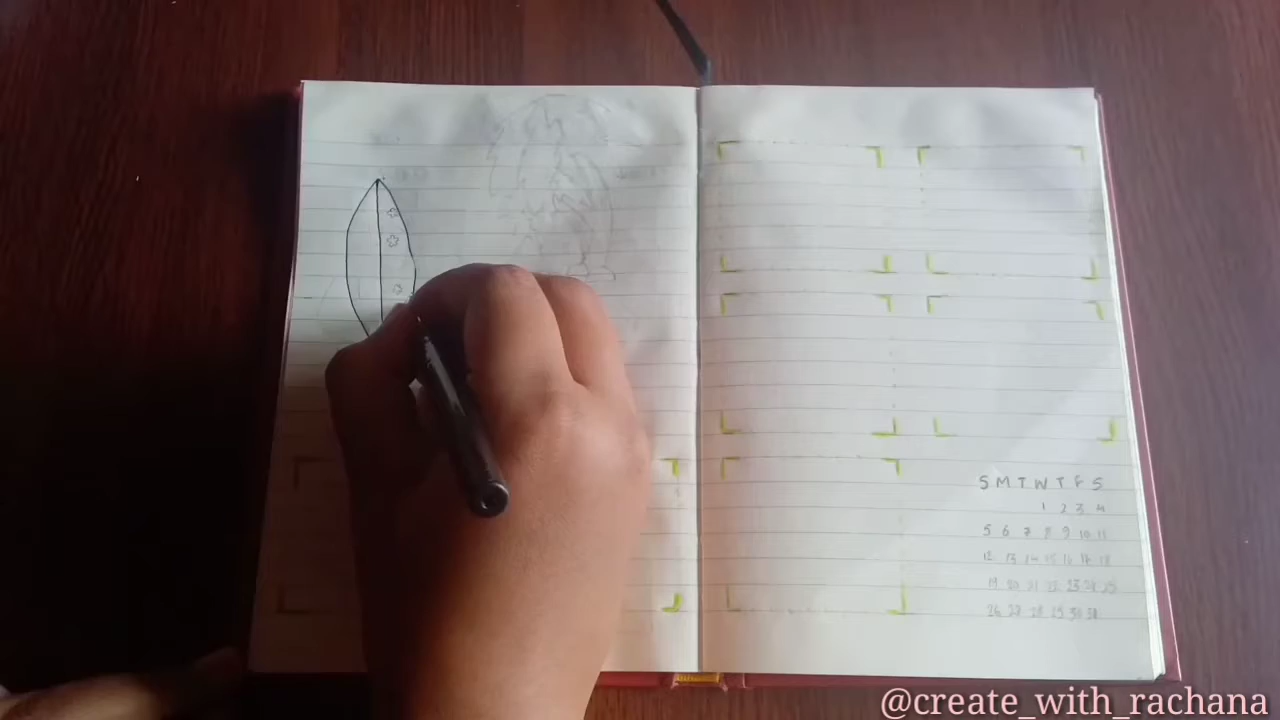 S M T W T F S
1 2 3 4
5 6 7 8 9 10 11
12 13 14 15 16 17 18
19 20 21 22 23 24 25
26 27 28 29 30 31
@create_with_rachana